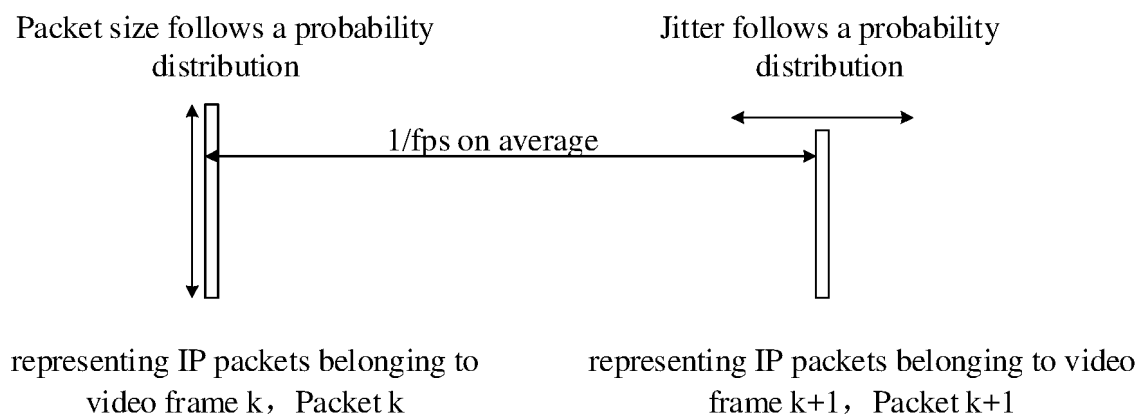 Packet size follows a probability
distribution
Jitter follows a probability
distribution
1/fps on average
representing IP packets belonging to
video frame k，Packet k
representing IP packets belonging to video
frame k+1，Packet k+1